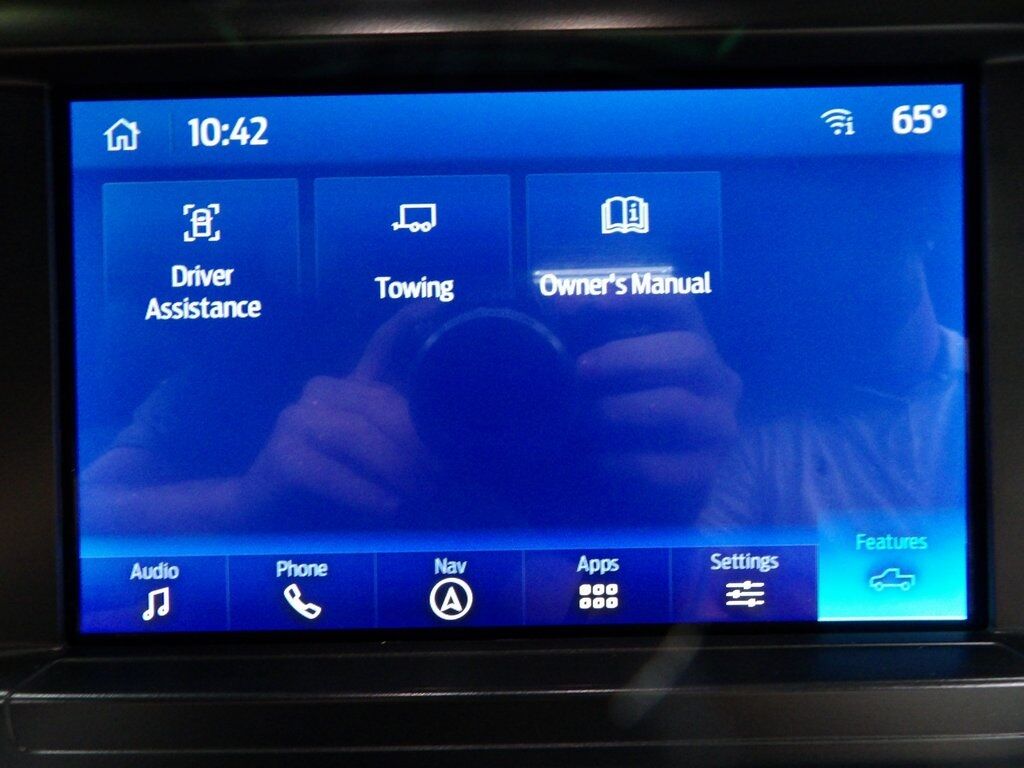 10:42
65°
Driver
Assistance
Towing
Owner's Manual
Audio
Phone
Nav
Apps
Settings
Features